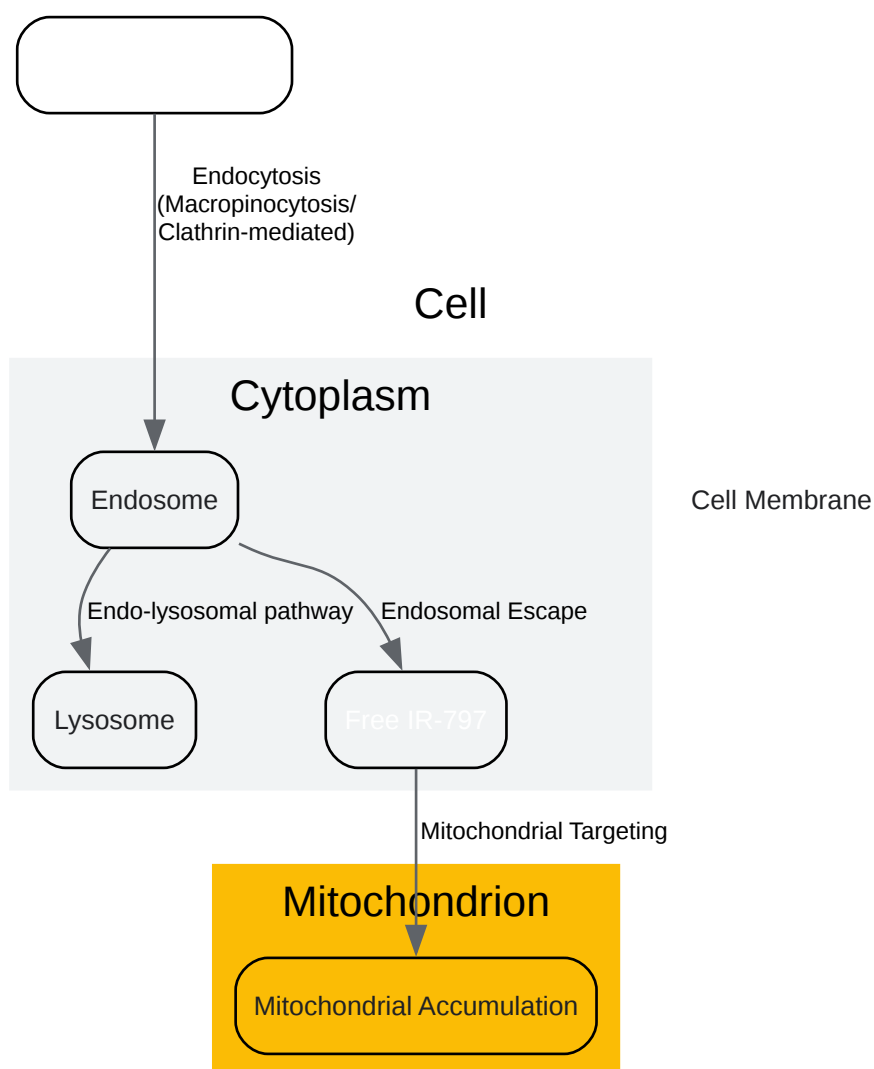 Endocytosis
(Macropinocytosis/
Clathrin-mediated)
Cell
Cytoplasm
Endosome
Cell Membrane
Endo-lysosomal pathway
Endosomal Escape
Lysosome
Free IR-797
Mitochondrial Targeting
Mitochondrion
Mitochondrial Accumulation